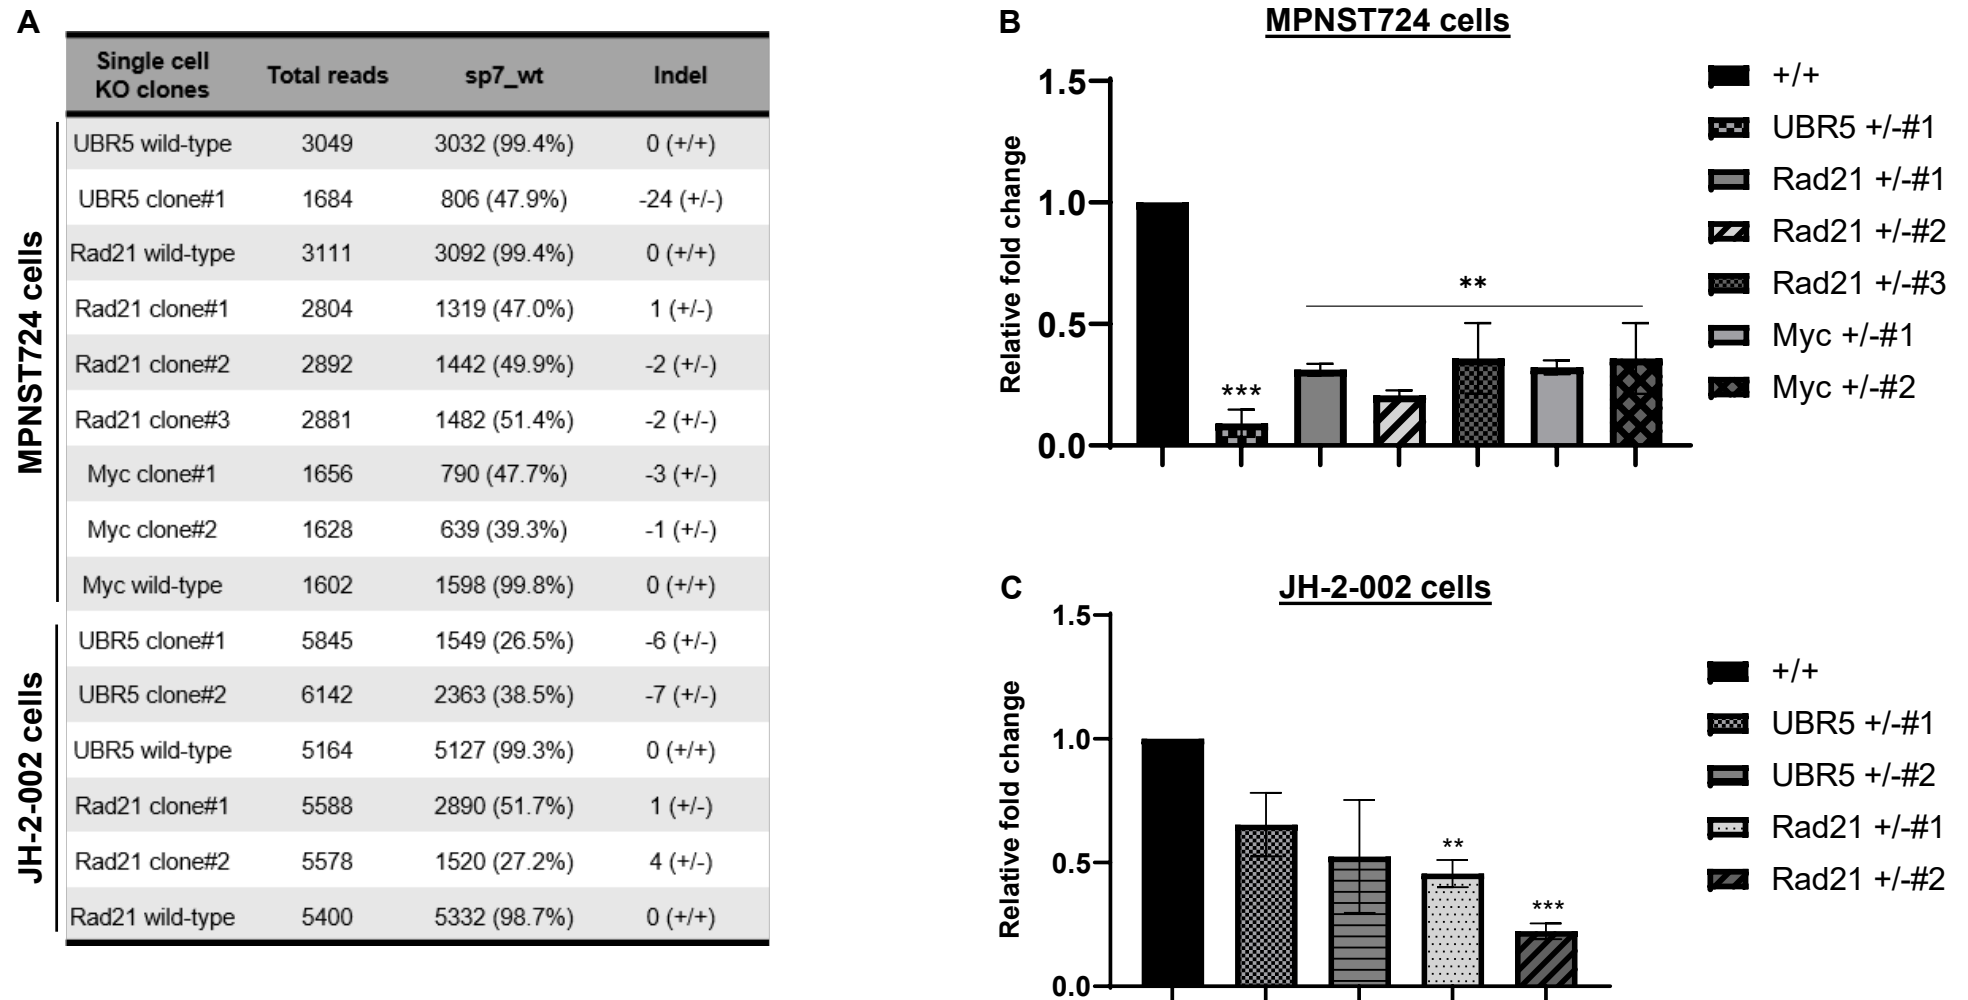 A
Single cell KO clones Total reads sp7_wt Indel
MPNST724 cells
UBR5 wild-type 3049 3032 (99.4%) 0 (+/+)
UBR5 clone#1 1684 806 (47.9%) -24 (+/-)
Rad21 wild-type 3111 3092 (99.4%) 0 (+/+)
Rad21 clone#1 2804 1319 (47.0%) 1 (+/-)
Rad21 clone#2 2892 1442 (49.9%) -2 (+/-)
Rad21 clone#3 2881 1482 (51.4%) -2 (+/-)
Myc clone#1 1656 790 (47.7%) -3 (+/-)
Myc clone#2 1628 639 (39.3%) -1 (+/-)
Myc wild-type 1602 1598 (99.8%) 0 (+/+)
JH-2-002 cells
UBR5 clone#1 5845 1549 (26.5%) -6 (+/-)
UBR5 clone#2 6142 2363 (38.5%) -7 (+/-)
UBR5 wild-type 5164 5127 (99.3%) 0 (+/+)
Rad21 clone#1 5588 2890 (51.7%) 1 (+/-)
Rad21 clone#2 5578 1520 (27.2%) 4 (+/-)
Rad21 wild-type 5400 5332 (98.7%) 0 (+/+)
B
MPNST724 cells
Relative fold change
1.5
1.0
0.5
0.0
***
**
+/+
UBR5 +/-#1
Rad21 +/-#1
Rad21 +/-#2
Rad21 +/-#3
Myc +/-#1
Myc +/-#2
C
JH-2-002 cells
Relative fold change
1.5
1.0
0.5
0.0
**
***
+/+
UBR5 +/-#1
UBR5 +/-#2
Rad21 +/-#1
Rad21 +/-#2